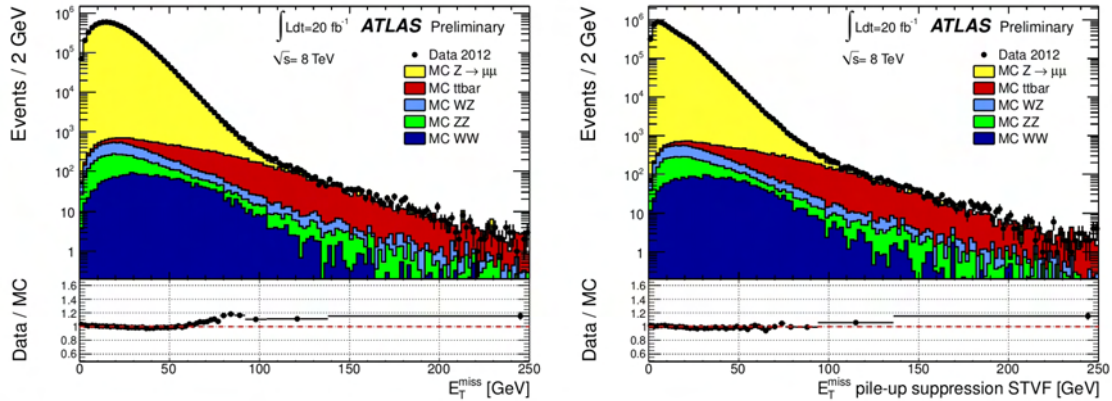 ∫Ldt=20 fb⁻¹ ATLAS Preliminary
√s= 8 TeV
Data 2012
MC Z → μμ
MC ttbar
MC WZ
MC ZZ
MC WW
Events / 2 GeV
10⁶
10⁵
10⁴
10³
10²
10
1
Data / MC
1.6
1.4
1.2
1
0.8
0.6
0 50 100 150 200 250
E_T^miss [GeV]
∫Ldt=20 fb⁻¹ ATLAS Preliminary
√s= 8 TeV
Data 2012
MC Z → μμ
MC ttbar
MC WZ
MC ZZ
MC WW
Events / 2 GeV
10⁶
10⁵
10⁴
10³
10²
10
1
Data / MC
1.6
1.4
1.2
1
0.8
0.6
0 50 100 150 200 250
E_T^miss pile-up suppression STVF [GeV]